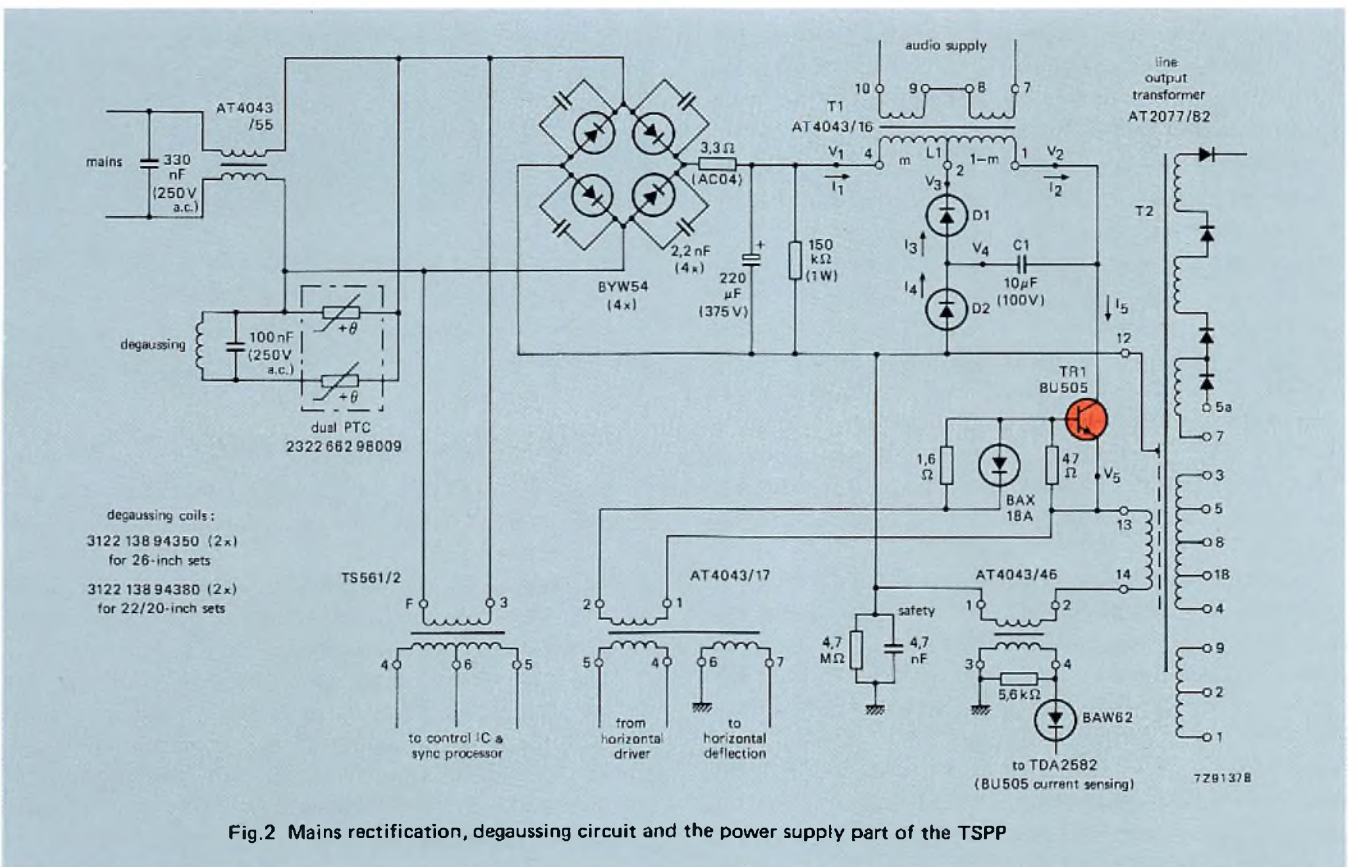 audio supply
line
output
transformer
AT2077/82
AT4043
/55
10
9
8
7
T1
AT4043/16
mains
330
nF
(250V
a.c.)
3,3 Ω
(AC04)
V1
4
m
L1
2
1-m
1
V2
I1
I2
V3
T2
D1
I3
V4
C1
10µF
(100V)
I4
D2
I5
2,2 nF
(4x)
BYW54
(4x)
+
220
µF
(375V)
150
kΩ
(1W)
12
degaussing
100nF
(250V
a.c.)
+θ
+θ
dual PTC
2322 662 98009
TR1
BU505
5a
7
1,6
Ω
BAX
18A
47
Ω
V5
3
5
8
18
4
13
14
degaussing coils :
3122 138 94350 (2x)
for 26-inch sets
3122 138 94380 (2x)
for 22/20-inch sets
TS561/2
AT4043/17
AT4043/46
F
3
2
1
1
2
safety
4,7
MΩ
4,7
nF
4
6
5
5
4
6
7
3
4
5,6 kΩ
9
2
1
BAW62
to control IC &
sync processor
from
horizontal
driver
to
horizontal
deflection
to TDA2582
(BU505 current sensing)
7Z91378
Fig.2 Mains rectification, degaussing circuit and the power supply part of the TSPP